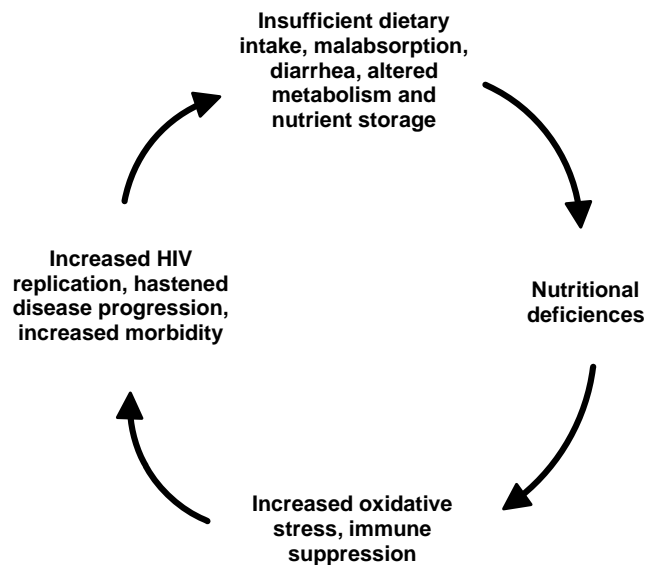 Insufficient dietary
intake, malabsorption,
diarrhea, altered
metabolism and
nutrient storage
Nutritional
deficiences
Increased oxidative
stress, immune
suppression
Increased HIV
replication, hastened
disease progression,
increased morbidity